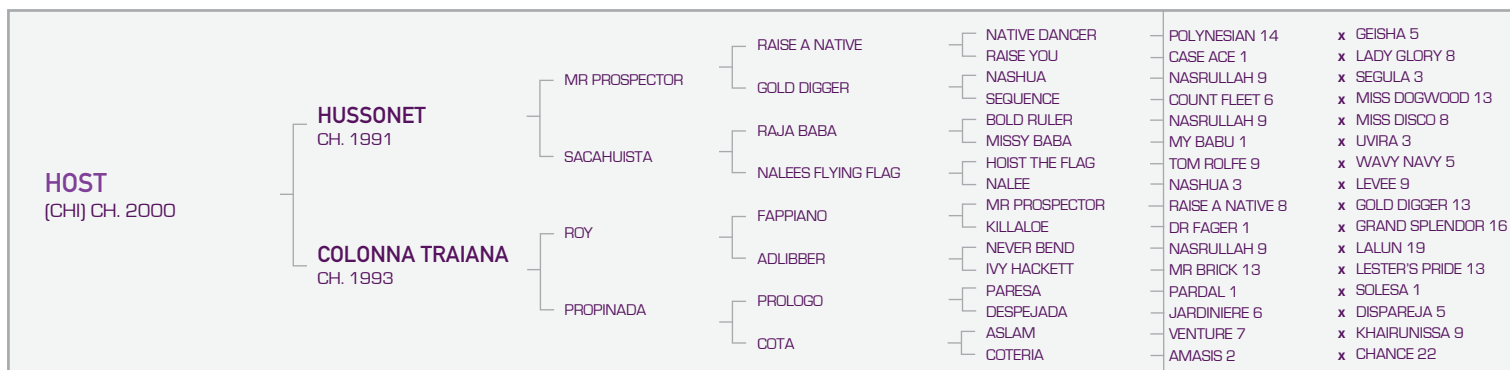 HOST
(CHI) CH. 2000
HUSSONET
CH. 1991
COLONNA TRAIANA
CH. 1993
MR PROSPECTOR
SACAHUISTA
ROY
PROPINADA
RAISE A NATIVE
GOLD DIGGER
RAJA BABA
NALEES FLYING FLAG
FAPPIANO
ADLIBBER
PROLOGO
COTA
NATIVE DANCER
RAISE YOU
NASHUA
SEQUENCE
BOLD RULER
MISSY BABA
HOIST THE FLAG
NALEE
MR PROSPECTOR
KILLALOE
NEVER BEND
IVY HACKETT
PARESA
DESPEJADA
ASLAM
COTERIA
POLYNESIAN 14 x GEISHA 5
CASE ACE 1 x LADY GLORY 8
NASRULLAH 9 x SEGULA 3
COUNT FLEET 6 x MISS DOGWOOD 13
NASRULLAH 9 x MISS DISCO 8
MY BABU 1 x UVIRA 3
TOM ROLFE 9 x WAVY NAVY 5
NASHUA 3 x LEVEE 9
RAISE A NATIVE 8 x GOLD DIGGER 13
DR FAGER 1 x GRAND SPLENDOR 16
NASRULLAH 9 x LALUN 19
MR BRICK 13 x LESTER'S PRIDE 13
PARDAL 1 x SOLESA 1
JARDINIERE 6 x DISPAREJA 5
VENTURE 7 x KHAIRUNISSA 9
AMASIS 2 x CHANCE 22